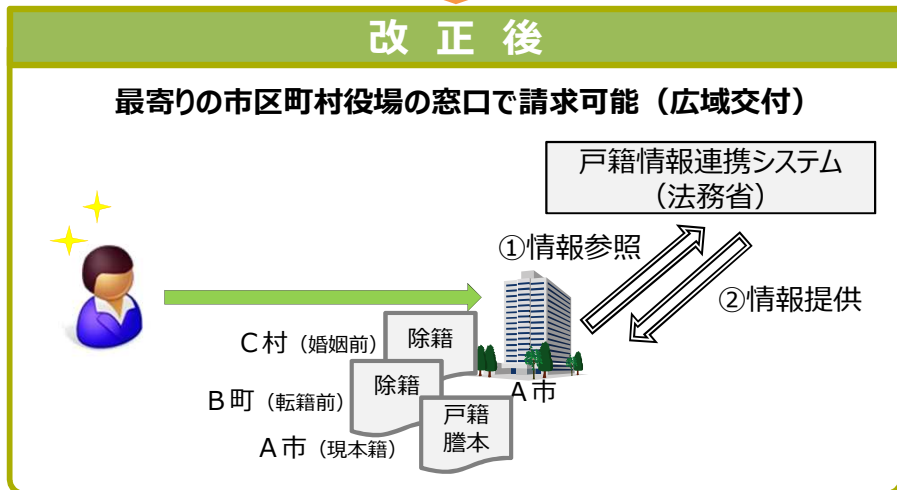 改正後
最寄りの市区町村役場の窓口で請求可能（広域交付）
戸籍情報連携システム
（法務省）
①情報参照
②情報提供
C村（婚姻前）
除籍
B町（転籍前）
除籍
A市（現本籍）
戸籍
謄本
A市